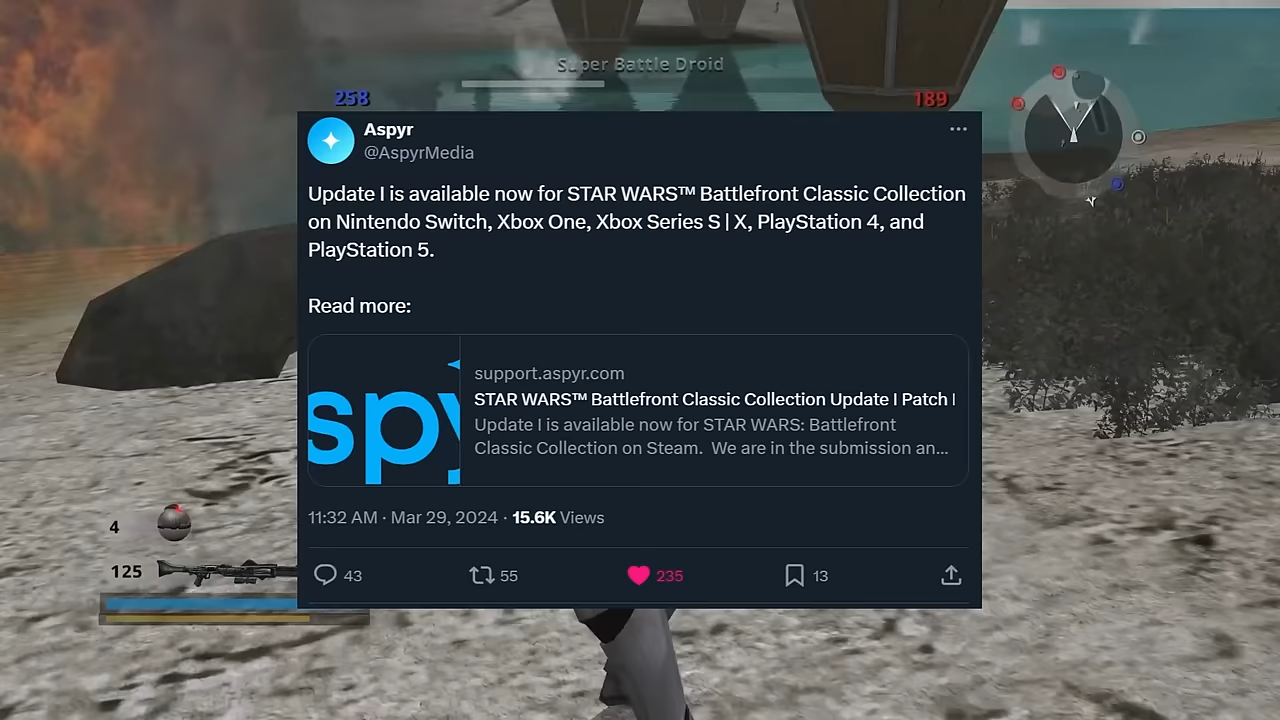 Super Battle Droid
258
189
Aspyr
@AspyrMedia
Update I is available now for STAR WARS™ Battlefront Classic Collection
on Nintendo Switch, Xbox One, Xbox Series S | X, PlayStation 4, and
PlayStation 5.
Read more:
spy
support.aspyr.com
STAR WARS™ Battlefront Classic Collection Update I Patch
Update I is available now for STAR WARS: Battlefront
Classic Collection on Steam. We are in the submission an...
11:32 AM · Mar 29, 2024 · 15.6K Views
43 55 235 13
4
125